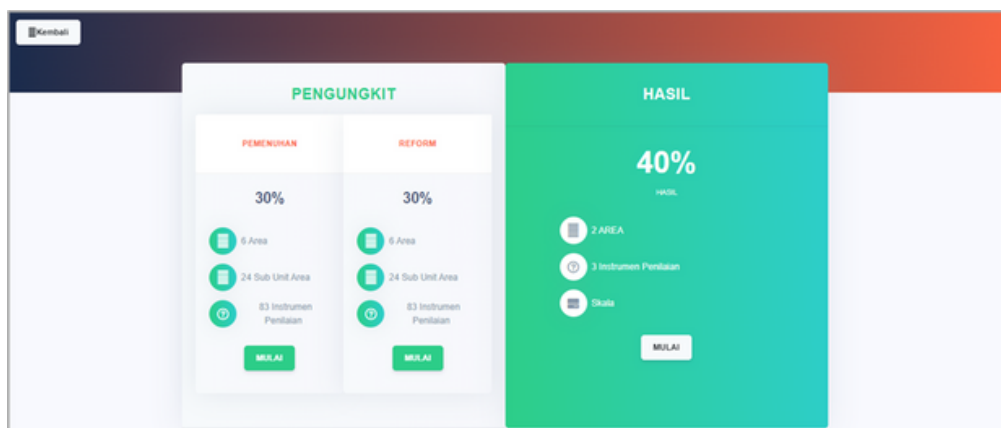 Kembali
PENGUNGKIT
PEMENUHAN
30%
6 Area
24 Sub Unit Area
83 Instrumen
Penilaian
MULAI
REFORM
30%
6 Area
24 Sub Unit Area
83 Instrumen
Penilaian
MULAI
HASIL
40%
HASIL
2 AREA
3 Instrumen Penilaian
Skala
MULAI